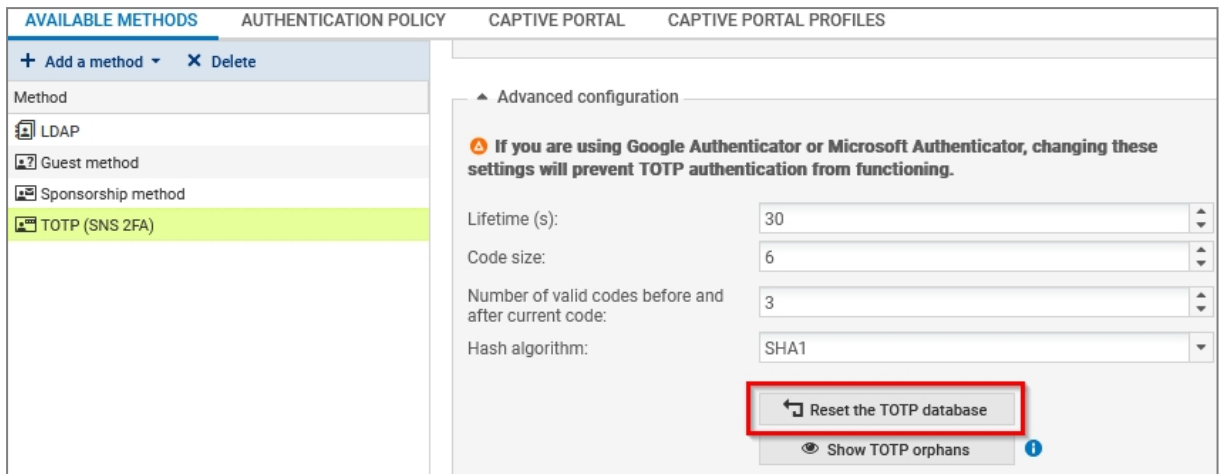 AVAILABLE METHODS AUTHENTICATION POLICY CAPTIVE PORTAL CAPTIVE PORTAL PROFILES
+ Add a method Delete
Method
LDAP
Guest method
Sponsorship method
TOTP (SNS 2FA)
Advanced configuration
If you are using Google Authenticator or Microsoft Authenticator, changing these
settings will prevent TOTP authentication from functioning.
Lifetime (s): 30
Code size: 6
Number of valid codes before and
after current code: 3
Hash algorithm: SHA1
Reset the TOTP database
Show TOTP orphans